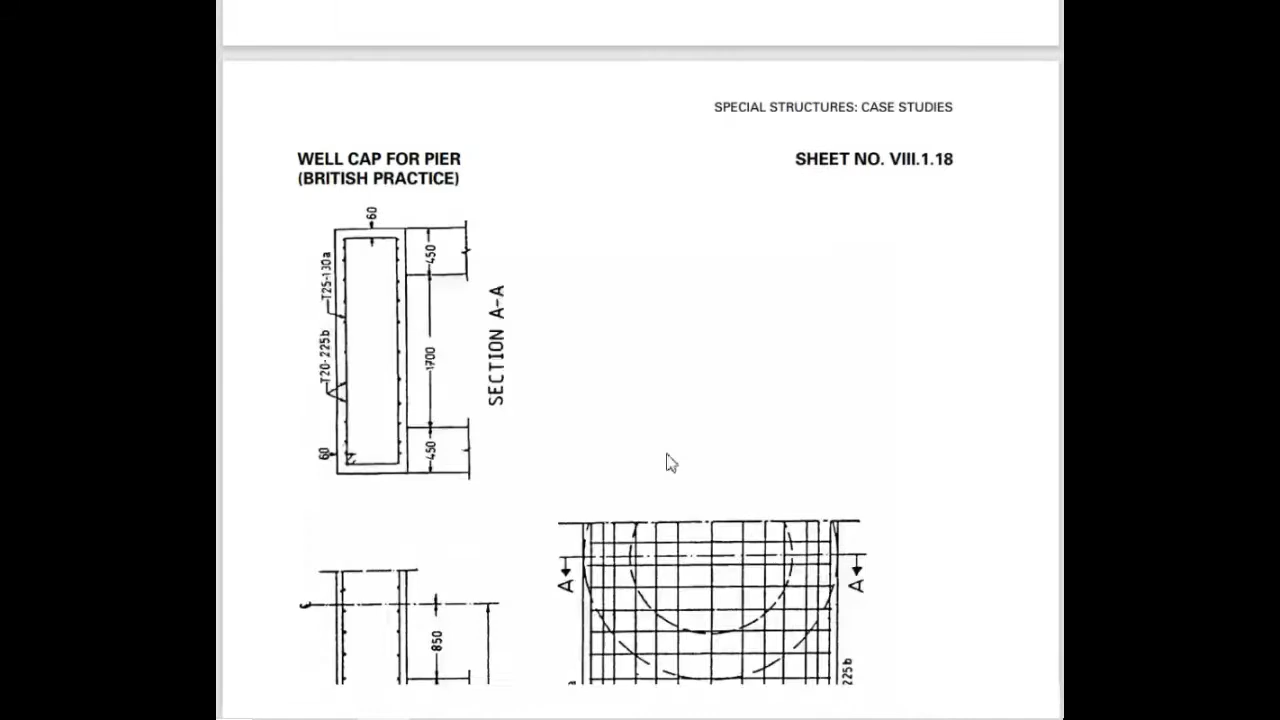 SPECIAL STRUCTURES: CASE STUDIES
WELL CAP FOR PIER
SHEET NO. VIII.1.18
(BRITISH PRACTICE)
60
450
T25-130a
T20-225b
1700
SECTION A-A
60
450
A
A
850
225b